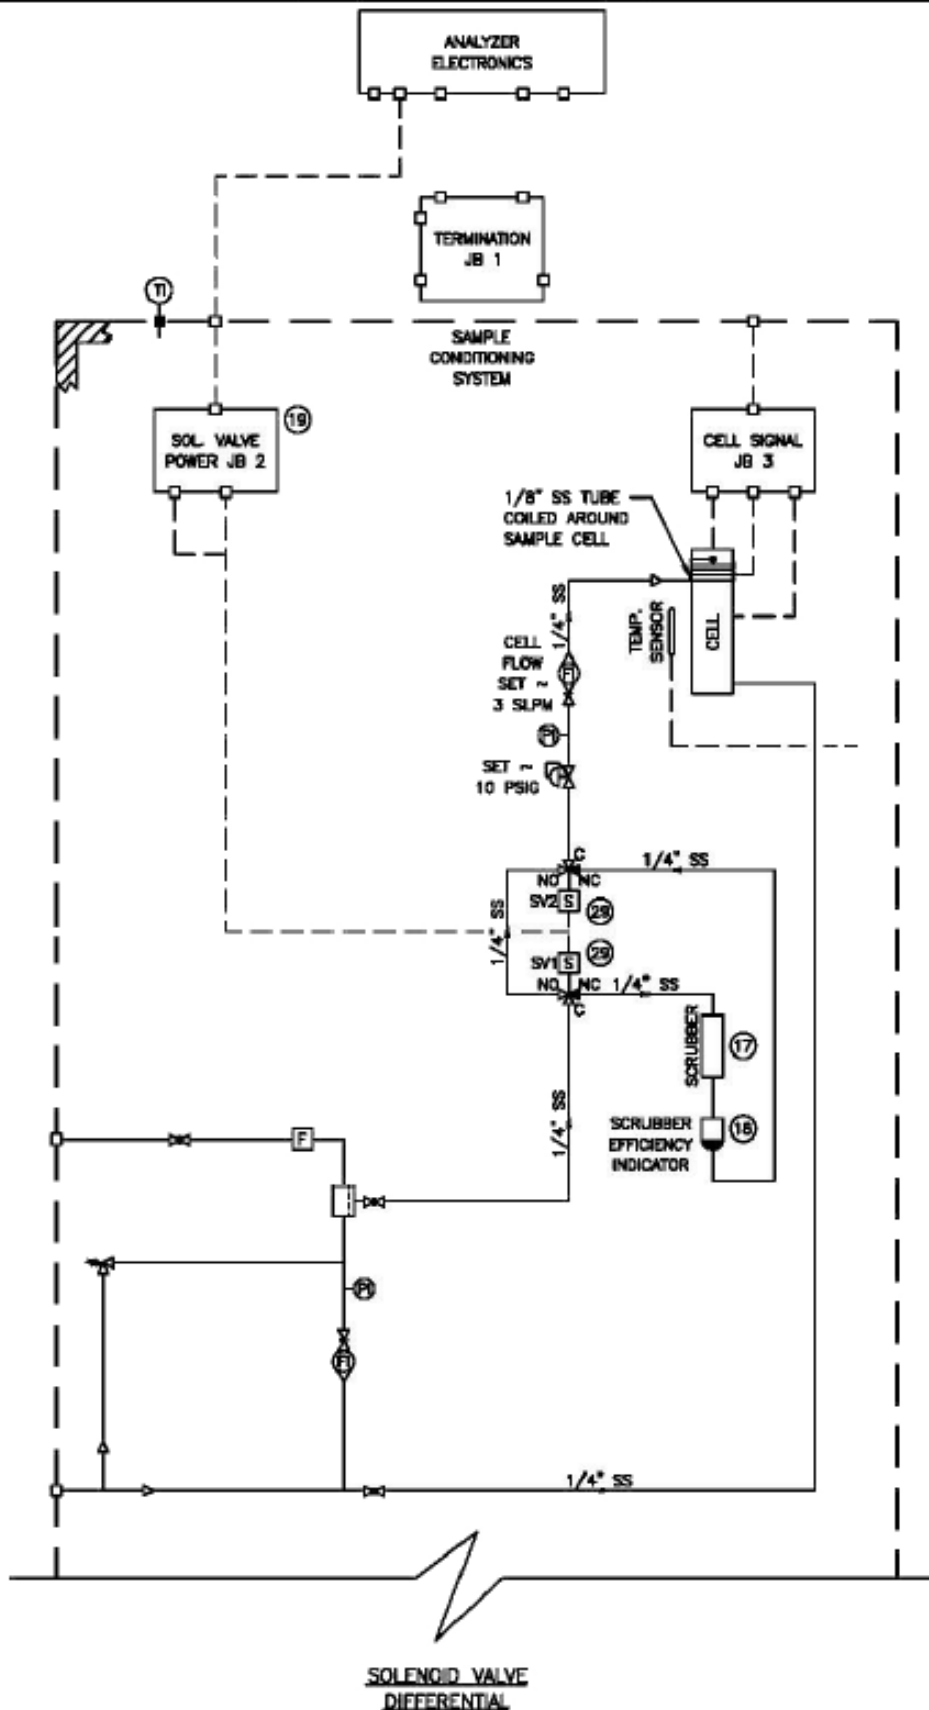 ANALYZER
ELECTRONICS
TERMINATION
JB 1
11
SAMPLE
CONDITIONING
SYSTEM
SOL. VALVE
POWER JB 2
19
CELL SIGNAL
JB 3
1/8" SS TUBE
COILED AROUND
SAMPLE CELL
1/4" SS
TEMP.
SENSOR
CELL
CELL
FLOW
SET ~
3 SLPM
FI
PI
SET ~
10 PSIG
C
1/4" SS
NO
NC
SV2
S
29
1/4" SS
SV1
S
29
NO
NC
1/4" SS
C
SCRUBBER
17
1/4" SS
SCRUBBER
EFFICIENCY
INDICATOR
18
F
PI
FI
1/4" SS
SOLENOID VALVE
DIFFERENTIAL